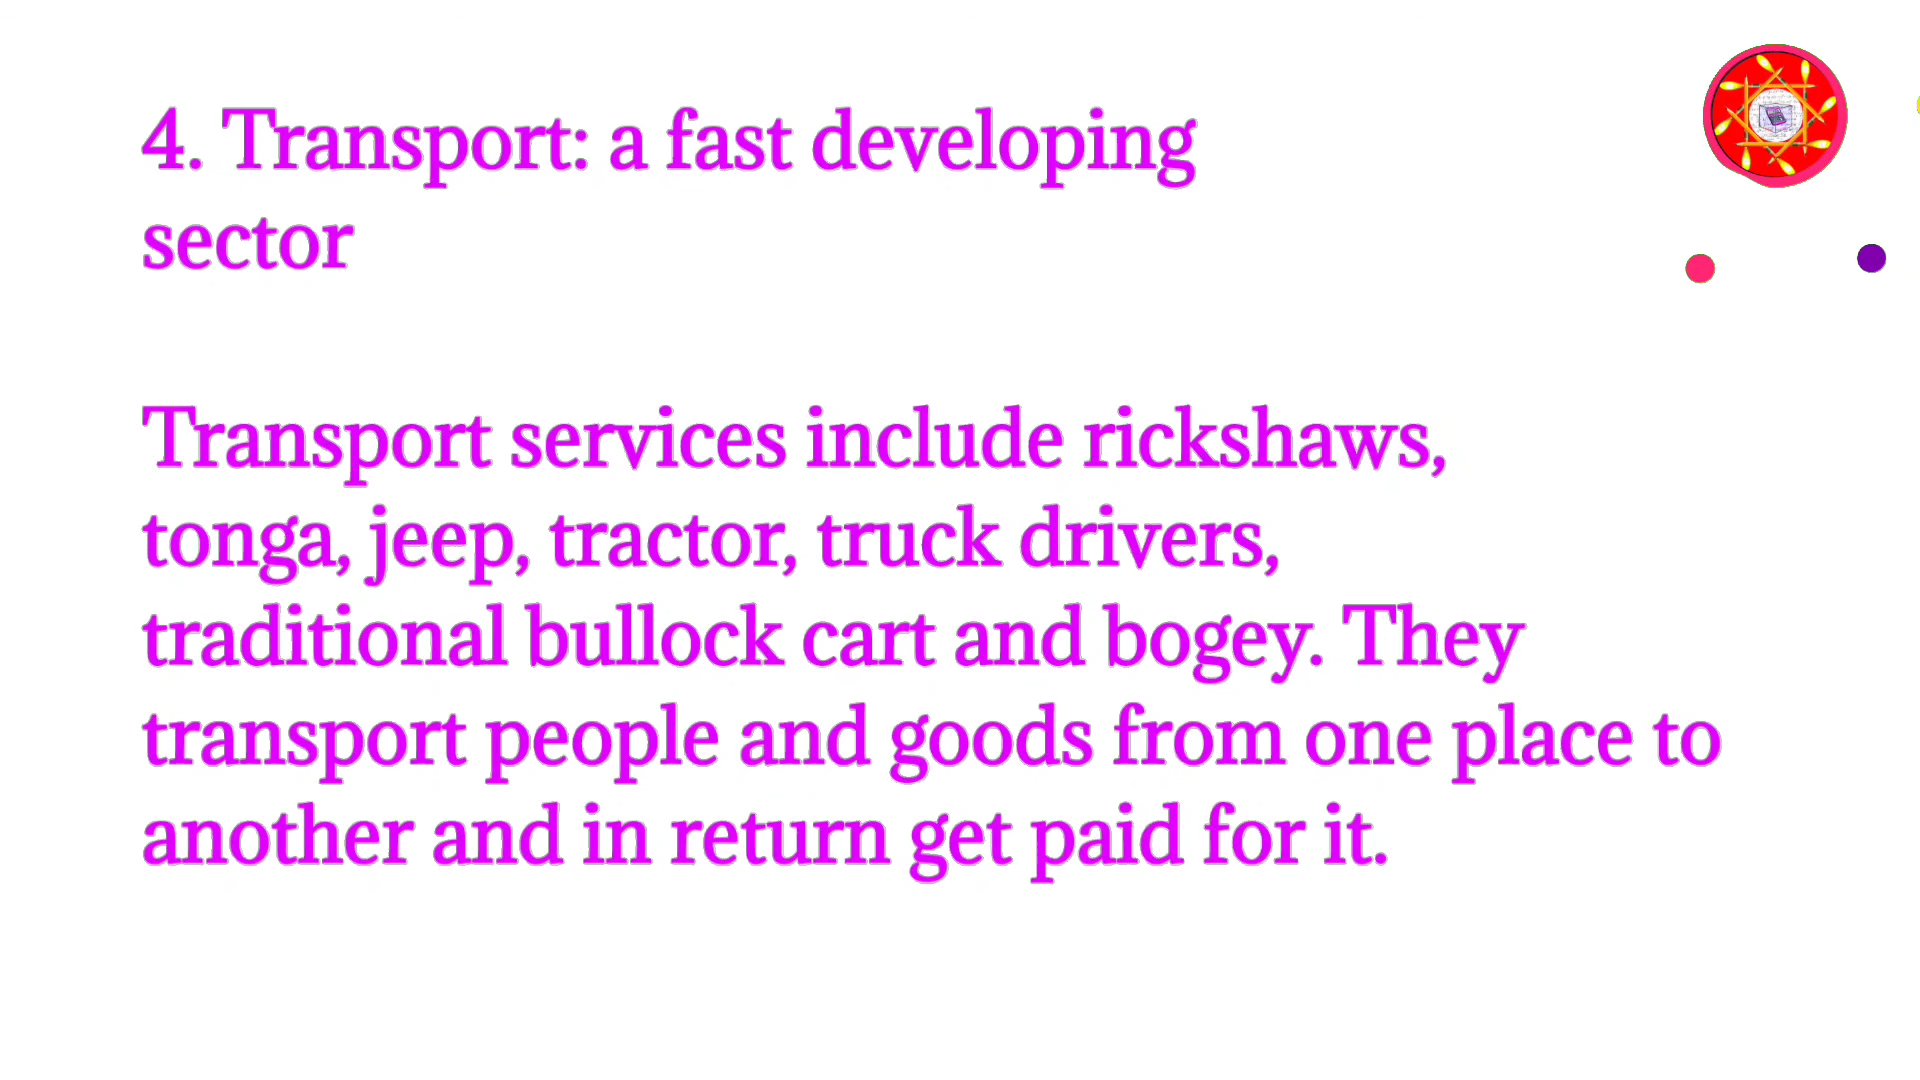 4. Transport: a fast developing
sector
Transport services include rickshaws,
tonga, jeep, tractor, truck drivers,
traditional bullock cart and bogey. They
transport people and goods from one place to
another and in return get paid for it.